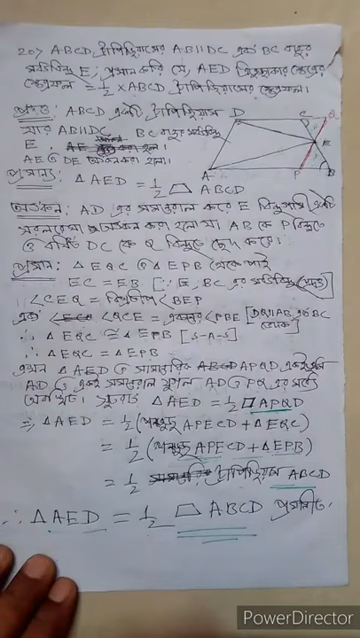 20> ABCD ট্রাপিজিয়ামের AB||DC এবং BC বাহুর
মধ্যবিন্দু E; প্রমাণ করি যে, AED ত্রিভুজাকার ক্ষেত্রের
ক্ষেত্রফল = 1/2 × ABCD ট্রাপিজিয়ামের ক্ষেত্রফল।
প্রদত্ত: ABCD একটি ট্রাপিজিয়াম
যার AB||DC BC বাহুর মধ্যবিন্দু
E.
AE ও DE অঙ্কন করা হলো।
প্রামাণ্য: △AED = 1/2 ⏢ ABCD
D C Q
E
A P B
অঙ্কন: AD এর সমান্তরাল করে E বিন্দুগামী একটি
সরলরেখা অঙ্কন করা হলো যা AB কে P বিন্দুতে
ও বর্ধিত DC কে Q বিন্দুতে ছেদ করে।
প্রমাণ: △EQC ও △EPB থেকে পাই
EC = EB [∵ E, BC এর মধ্যবিন্দু (প্রদত্ত)]
∠CEQ = বিপ্রতীপ ∠BEP
এবং ∠QCE = একান্তর ∠PBE [DQ||AB এবং BC ভেদক]
∴ △EQC ≅ △EPB [S-A-S]
∴ △EQC = △EPB.
এখন △AED ও সামান্তরিক APQD একই ভূমি
AD ও একই সমান্তরাল যুগল AD ও PQ এর মধ্যে
অবস্থিত। সুতরাং △AED = 1/2 ▱ APQD
⇒ △AED = 1/2 (পঞ্চভুজ APECD + △EQC)
= 1/2 (পঞ্চভুজ APECD + △EPB)
= 1/2 ট্রাপিজিয়াম ABCD
∴ △AED = 1/2 ⏢ ABCD প্রমাণিত।
PowerDirector